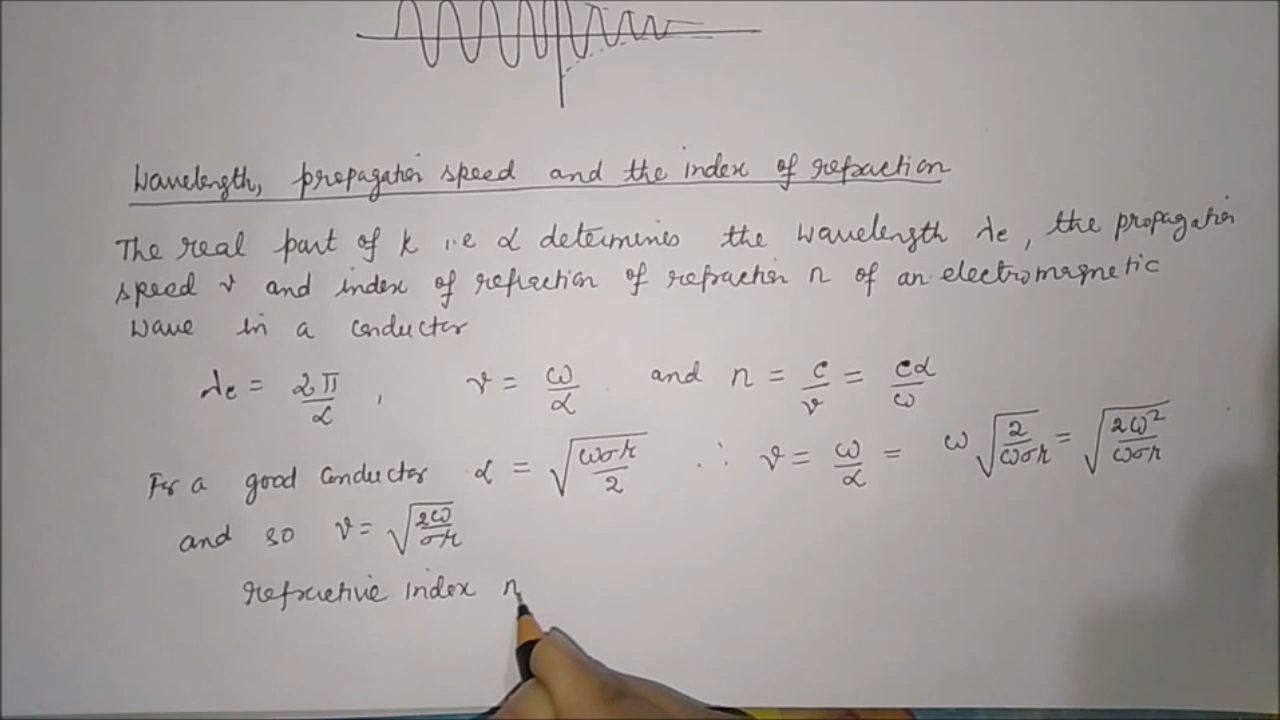 Wavelength, propagation speed and the index of refraction
The real part of k i.e α determines the wavelength λc, the propagation
speed v and index of refraction of refraction n of an electromagnetic
wave in a conductor
λc = 2π/α , v = ω/α and n = c/v = cα/ω
For a good conductor α = √(ωσμ/2) ∴ v = ω/α = ω√(2/ωσμ) = √(2ω²/ωσμ)
and so v = √(2ω/σμ)
refractive index n